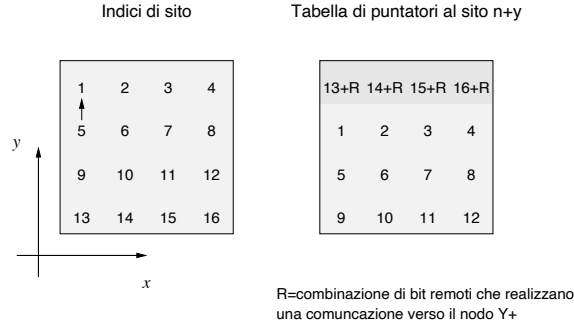 Indici di sito
Tabella di puntatori al sito n+y
1 2 3 4
5 6 7 8
9 10 11 12
13 14 15 16
y
x
13+R 14+R 15+R 16+R
1 2 3 4
5 6 7 8
9 10 11 12
R=combinazione di bit remoti che realizzano
una comuncazione verso il nodo Y+